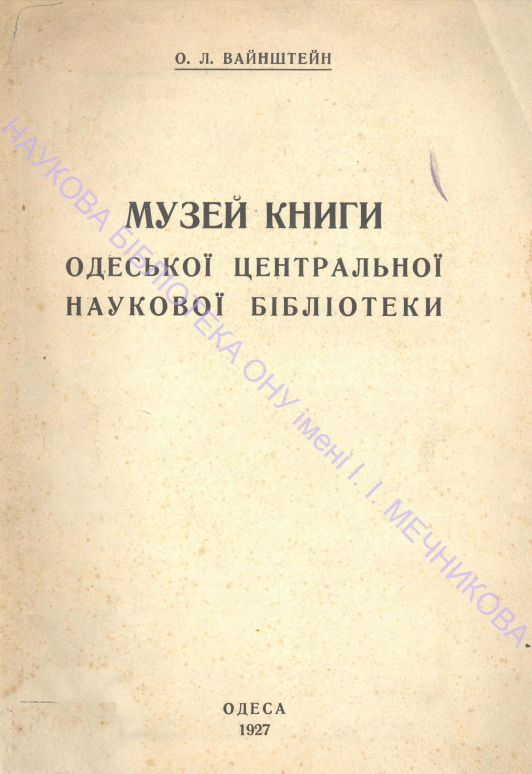 О. Л. ВАЙНШТЕЙН
МУЗЕЙ КНИГИ
ОДЕСЬКОЇ ЦЕНТРАЛЬНОЇ
НАУКОВОЇ БІБЛІОТЕКИ
НАУКОВА БІБЛІОТЕКА ОНУ імені І. І. МЕЧНИКОВА
ОДЕСА
1927